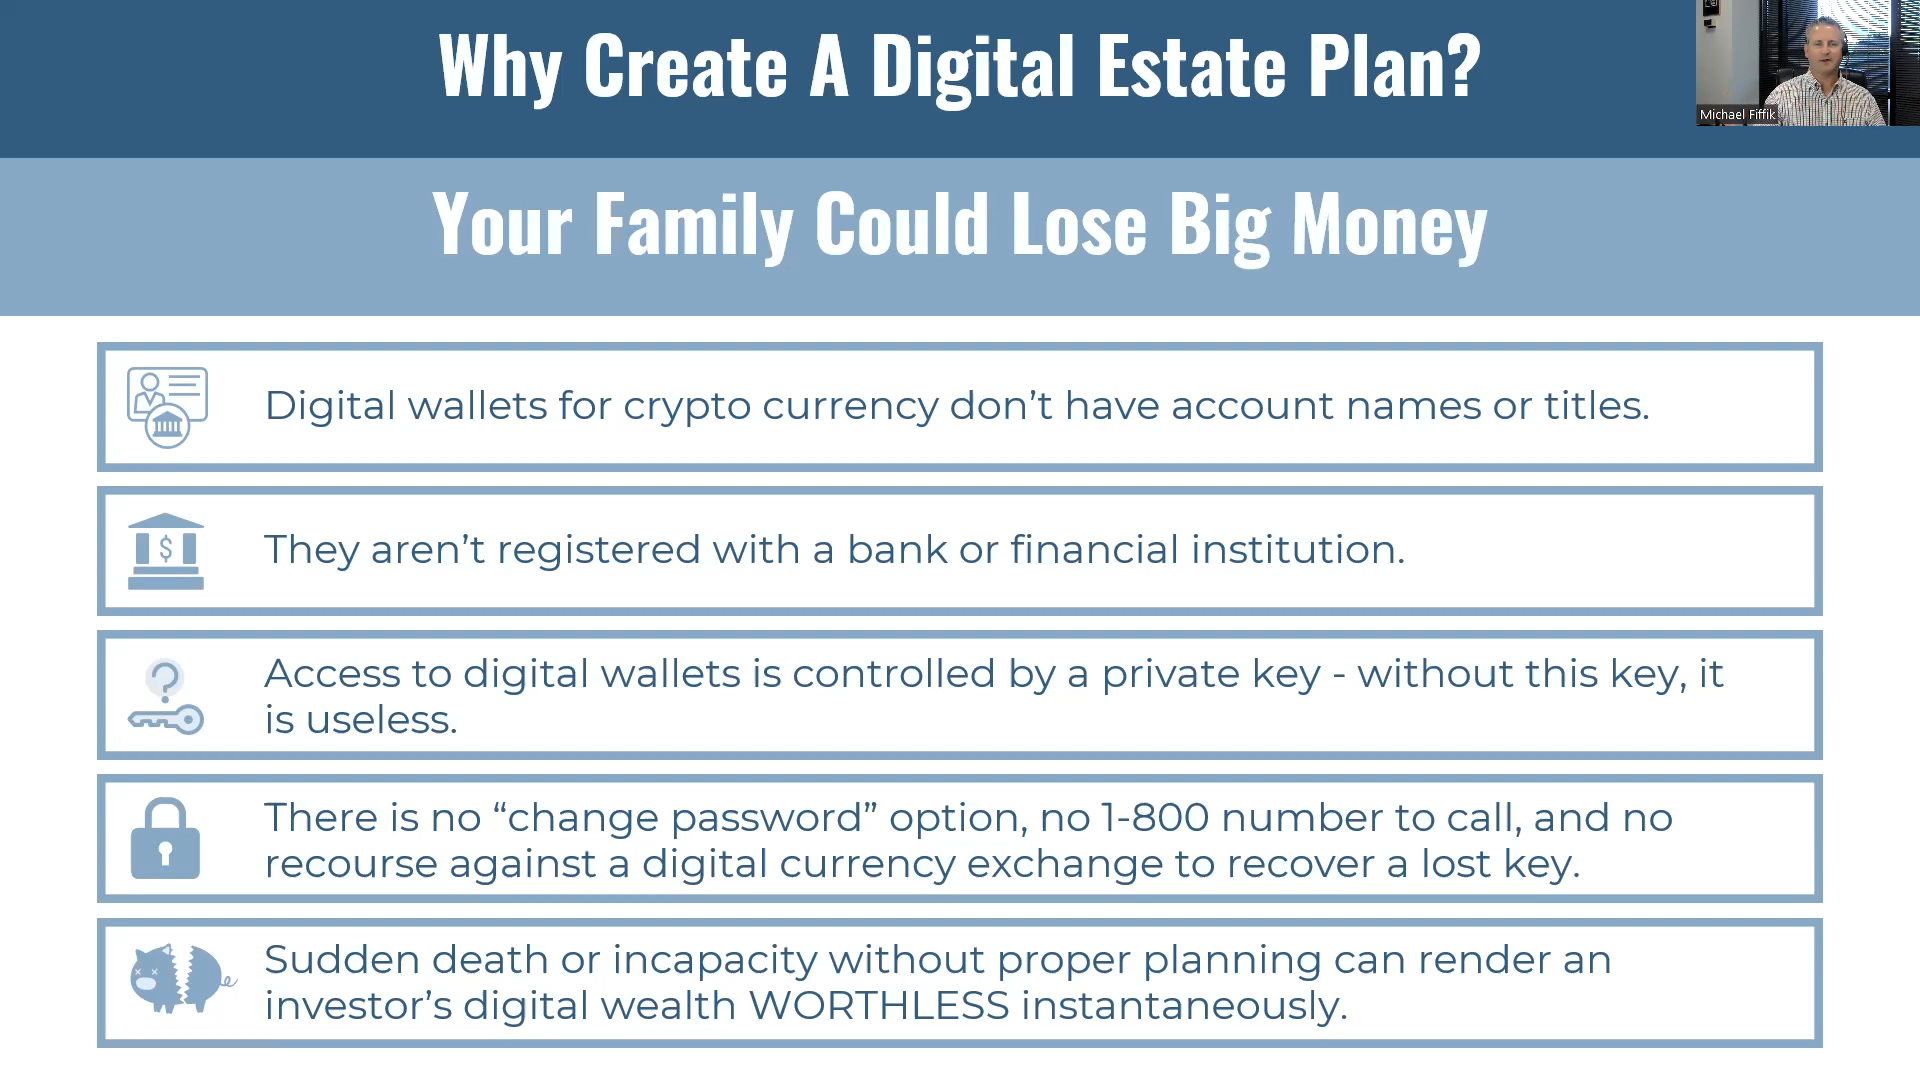 Why Create A Digital Estate Plan?
Michael Fiffik
Your Family Could Lose Big Money
Digital wallets for crypto currency don’t have account names or titles.
$
They aren’t registered with a bank or financial institution.
?
Access to digital wallets is controlled by a private key - without this key, it
is useless.
There is no “change password” option, no 1-800 number to call, and no
recourse against a digital currency exchange to recover a lost key.
Sudden death or incapacity without proper planning can render an
investor’s digital wealth WORTHLESS instantaneously.